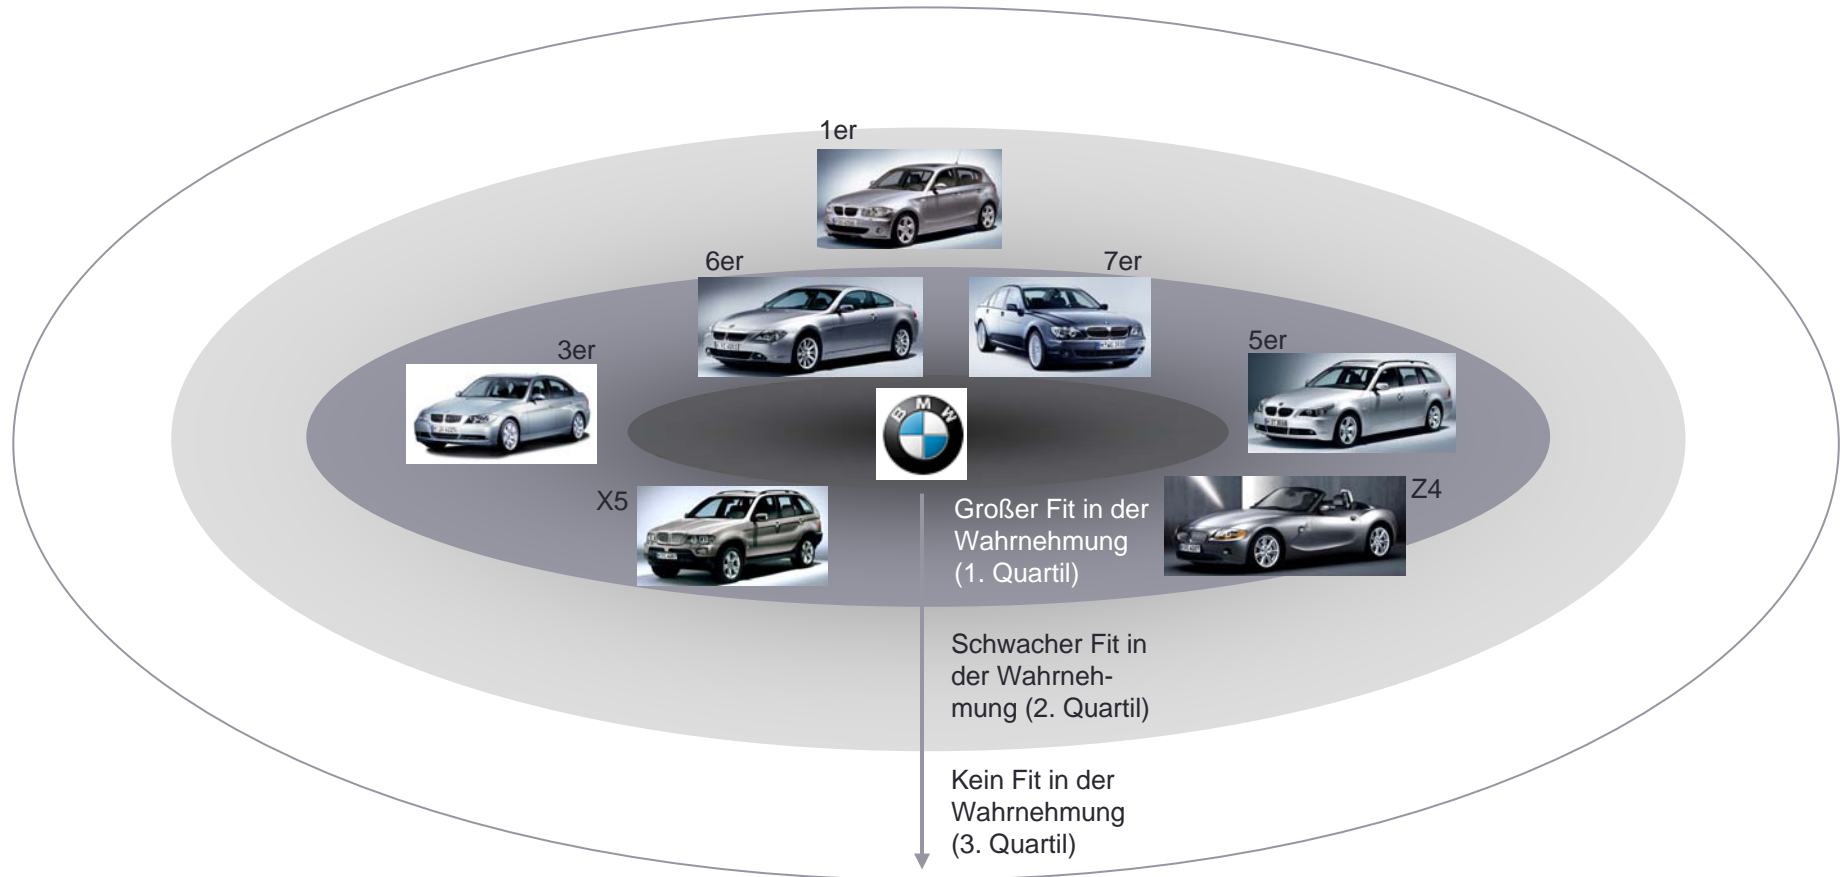 1er
6er
7er
3er
5er
BMW
X5
Z4
Großer Fit in der
Wahrnehmung
(1. Quartil)
Schwacher Fit in
der Wahrneh-
mung (2. Quartil)
Kein Fit in der
Wahrnehmung
(3. Quartil)